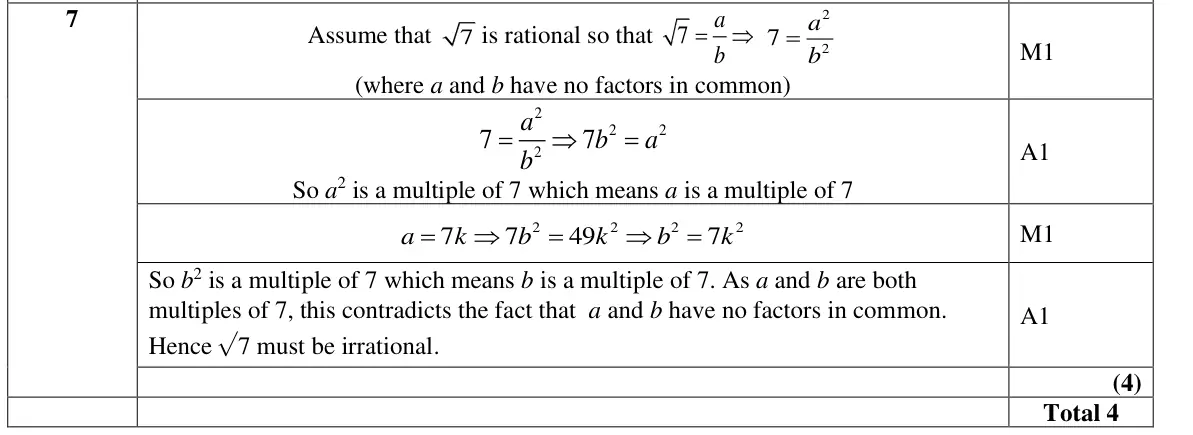 7
Assume that √7 is rational so that √7 = a/b ⇒ 7 = a²/b²
(where a and b have no factors in common)
M1
7 = a²/b² ⇒ 7b² = a²
So a² is a multiple of 7 which means a is a multiple of 7
A1
a = 7k ⇒ 7b² = 49k² ⇒ b² = 7k²
M1
So b² is a multiple of 7 which means b is a multiple of 7. As a and b are both
multiples of 7, this contradicts the fact that a and b have no factors in common.
Hence √7 must be irrational.
A1
(4)
Total 4